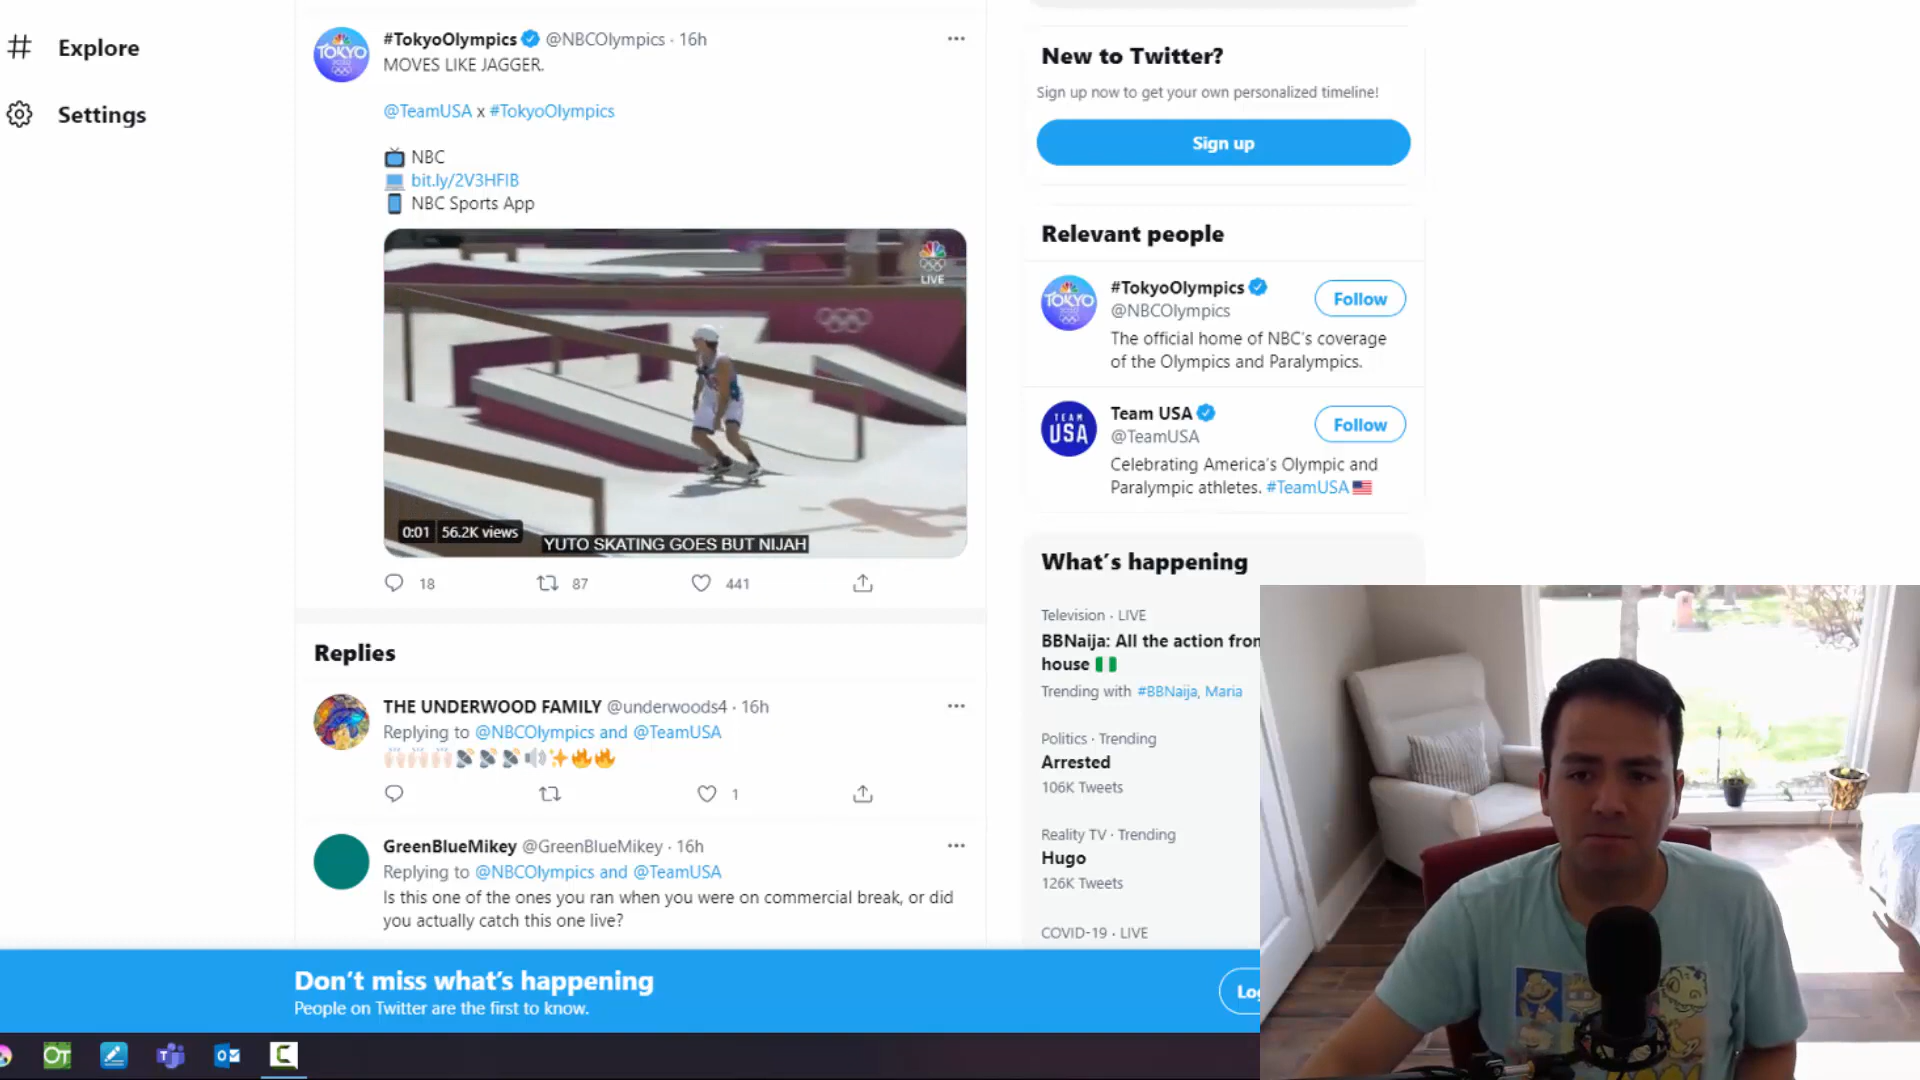 Explore
Settings
#TokyoOlympics @NBCOlympics · 16h
MOVES LIKE JAGGER.
@TeamUSA x #TokyoOlympics
NBC
bit.ly/2V3HFIB
NBC Sports App
LIVE
0:01 56.2K views
YUTO SKATING GOES BUT NIJAH
18 87 441
Replies
THE UNDERWOOD FAMILY @underwoods4 · 16h
Replying to @NBCOlympics and @TeamUSA
1
GreenBlueMikey @GreenBlueMikey · 16h
Replying to @NBCOlympics and @TeamUSA
Is this one of the ones you ran when you were on commercial break, or did
you actually catch this one live?
New to Twitter?
Sign up now to get your own personalized timeline!
Sign up
Relevant people
TOKYO
#TokyoOlympics
@NBCOlympics
Follow
The official home of NBC's coverage
of the Olympics and Paralympics.
TEAM
USA
Team USA
@TeamUSA
Follow
Celebrating America's Olympic and
Paralympic athletes. #TeamUSA
What's happening
Television · LIVE
BBNaija: All the action from
house
Trending with #BBNaija, Maria
Politics · Trending
Arrested
106K Tweets
Reality TV · Trending
Hugo
126K Tweets
COVID-19 · LIVE
Don't miss what's happening
People on Twitter are the first to know.